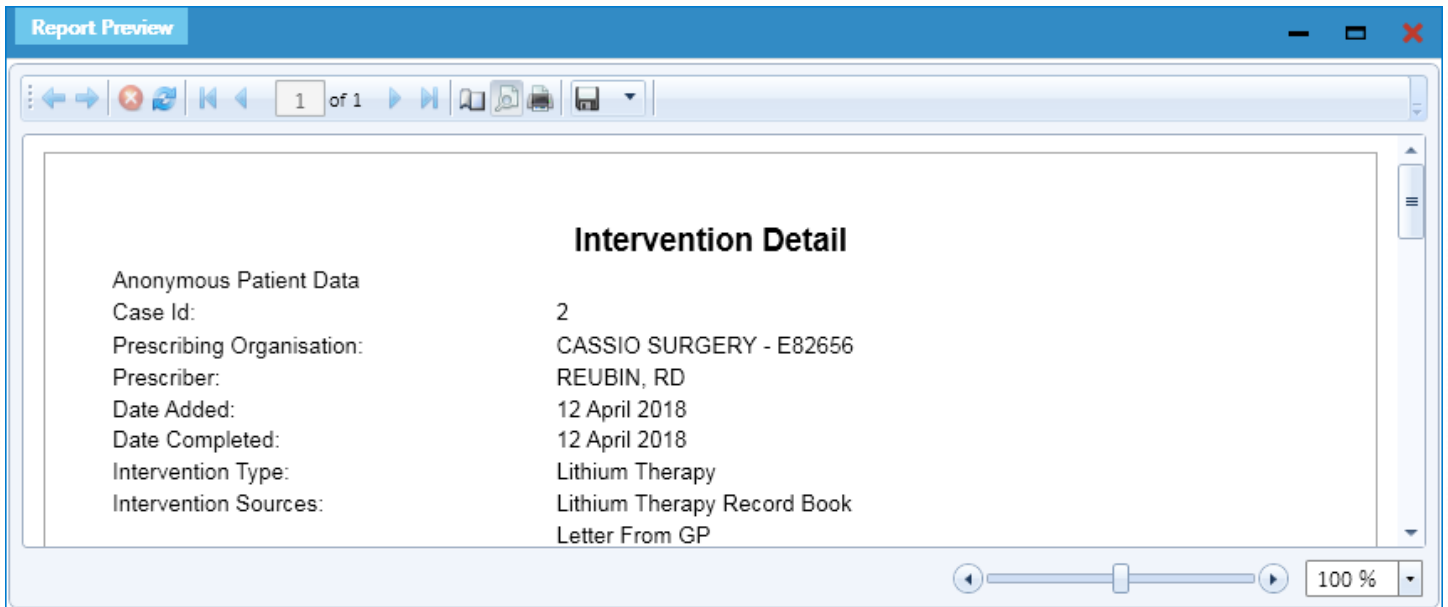 Report Preview
1 of 1
Intervention Detail
Anonymous Patient Data
Case Id: 2
Prescribing Organisation: CASSIO SURGERY - E82656
Prescriber: REUBIN, RD
Date Added: 12 April 2018
Date Completed: 12 April 2018
Intervention Type: Lithium Therapy
Intervention Sources: Lithium Therapy Record Book
Letter From GP
100 %